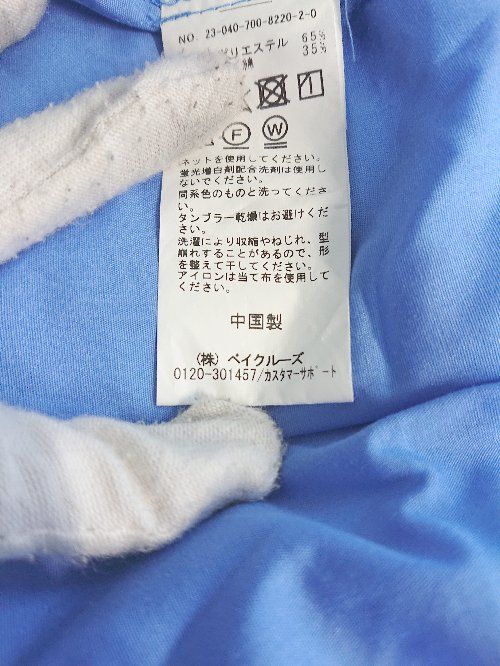 NO. 23-040-700-8220-2-0
ポリエステル 65%
綿 35%
F W
ネットを使用してください。
蛍光増白剤配合洗剤は使用し
ないでください。
同系色のものと洗ってくださ
い。
タンブラー乾燥はお避けくだ
さい。
洗濯により収縮やねじれ、型
崩れすることがあるので、形
を整えて干してください。
アイロンは当て布を使用して
ください。
中国製
(株) ベイクルーズ
0120-301457/カスタマーサポート